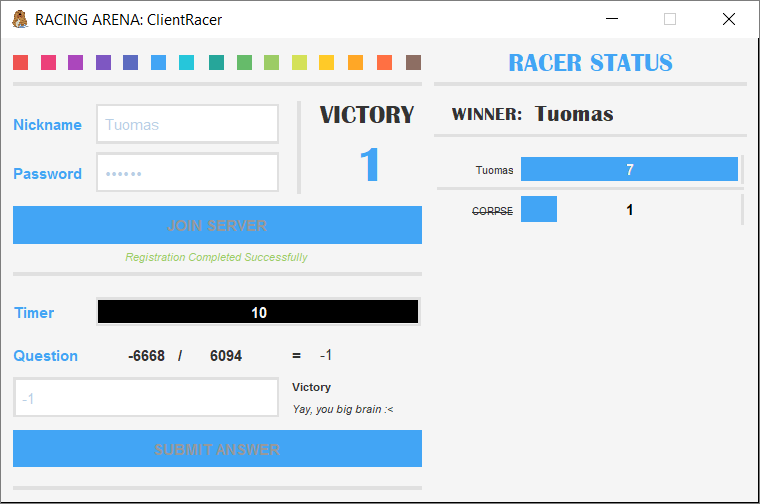 RACING ARENA: ClientRacer
RACER STATUS
Nickname
Tuomas
Password
••••••
VICTORY
1
WINNER: Tuomas
Tuomas 7
CORPSE 1
JOIN SERVER
Registration Completed Successfully
Timer 10
Question -6668 / 6094 = -1
-1
Victory
Yay, you big brain :<
SUBMIT ANSWER